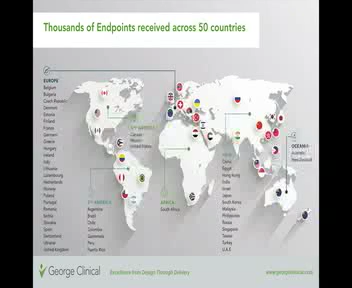 Thousands of Endpoints received across 50 countries
EUROPE
Belgium
Bulgaria
Czech Republic
Denmark
Estonia
Finland
France
Germany
Greece
Hungary
Iceland
Italy
Latvia
Lithuania
Luxembourg
Netherlands
Norway
Poland
Portugal
Romania
Serbia
Slovakia
Spain
Sweden
Ukraine
United Kingdom
N AMERICA
Canada
Mexico
United States
S AMERICA
Argentina
Brazil
Chile
Colombia
Guatemala
Peru
Puerto Rico
AFRICA
South Africa
ASIA
China
Egypt
Hong Kong
India
Israel
Japan
South Korea
Malaysia
Philippines
Russia
Singapore
Taiwan
Turkey
U.A.E
OCEANIA
Australia
New Zealand
George Clinical
Excellence from Design Through Delivery
www.georgeclinical.com